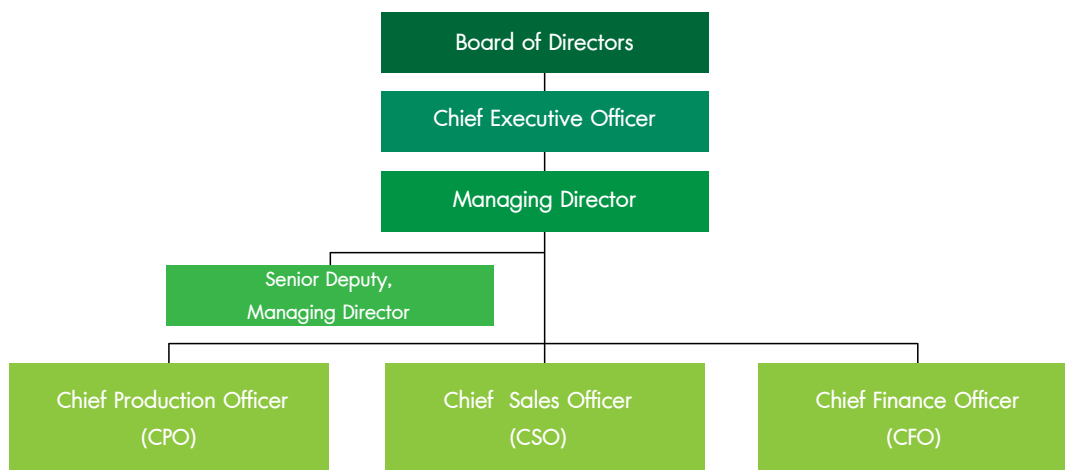 Board of Directors
Chief Executive Officer
Managing Director
Senior Deputy,
Managing Director
Chief Production Officer
(CPO)
Chief Sales Officer
(CSO)
Chief Finance Officer
(CFO)